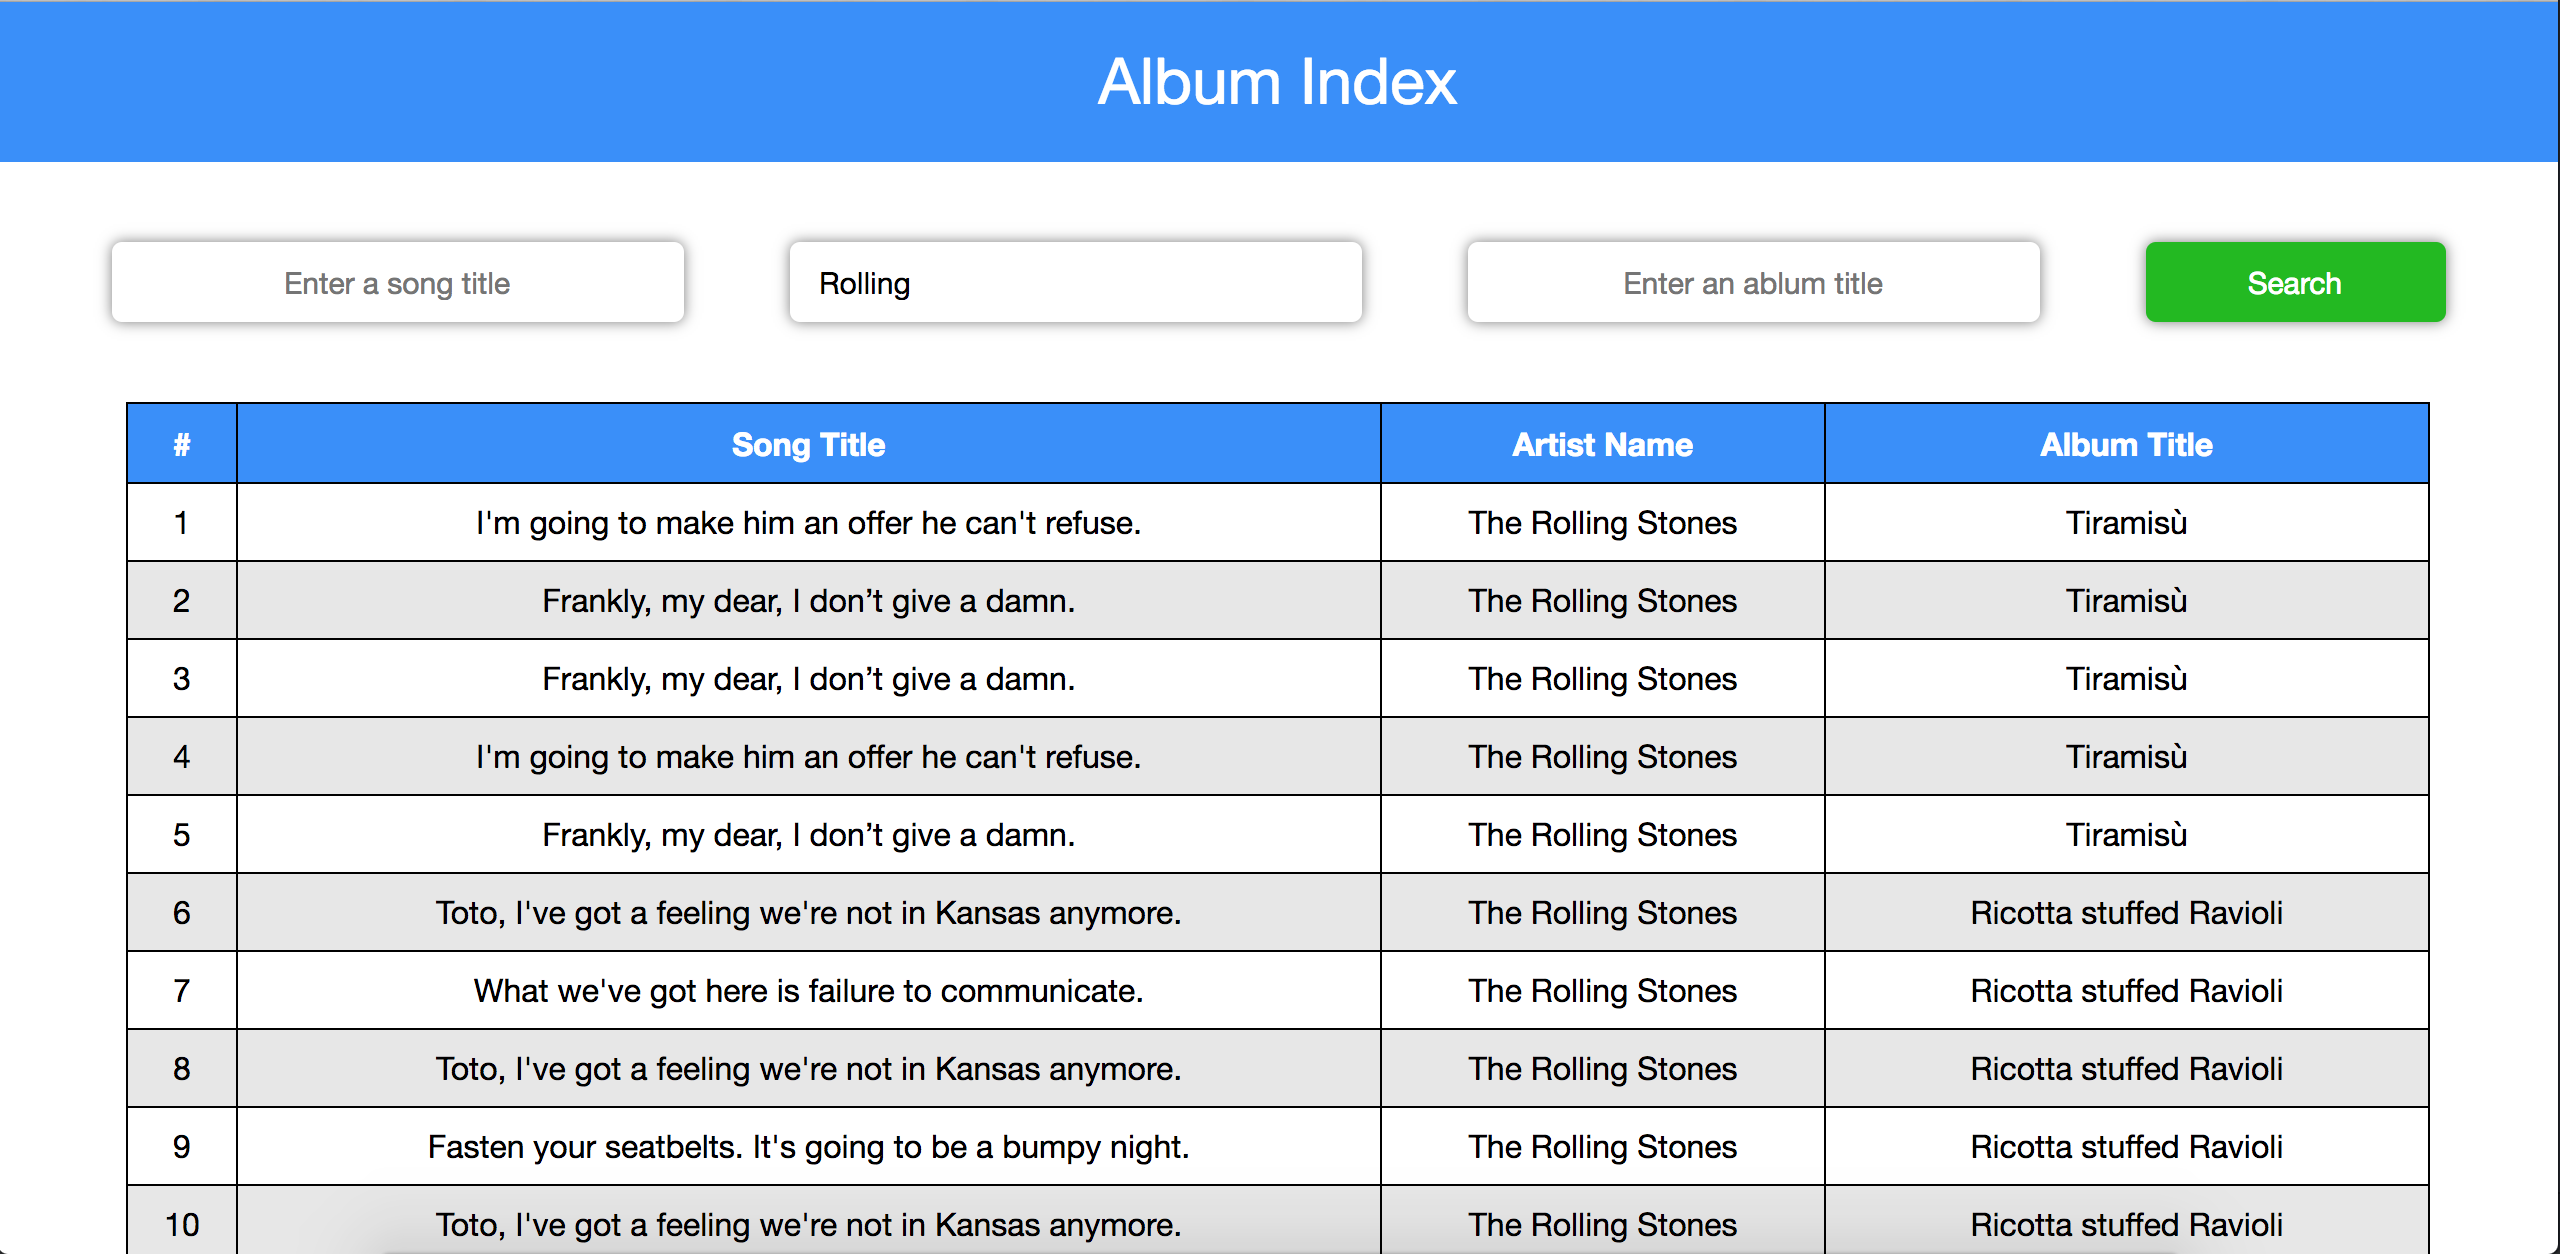 Album Index
Enter a song title Rolling Enter an ablum title Search
# Song Title Artist Name Album Title
1 I'm going to make him an offer he can't refuse. The Rolling Stones Tiramisù
2 Frankly, my dear, I don’t give a damn. The Rolling Stones Tiramisù
3 Frankly, my dear, I don’t give a damn. The Rolling Stones Tiramisù
4 I'm going to make him an offer he can't refuse. The Rolling Stones Tiramisù
5 Frankly, my dear, I don’t give a damn. The Rolling Stones Tiramisù
6 Toto, I've got a feeling we're not in Kansas anymore. The Rolling Stones Ricotta stuffed Ravioli
7 What we've got here is failure to communicate. The Rolling Stones Ricotta stuffed Ravioli
8 Toto, I've got a feeling we're not in Kansas anymore. The Rolling Stones Ricotta stuffed Ravioli
9 Fasten your seatbelts. It's going to be a bumpy night. The Rolling Stones Ricotta stuffed Ravioli
10 Toto, I've got a feeling we're not in Kansas anymore. The Rolling Stones Ricotta stuffed Ravioli